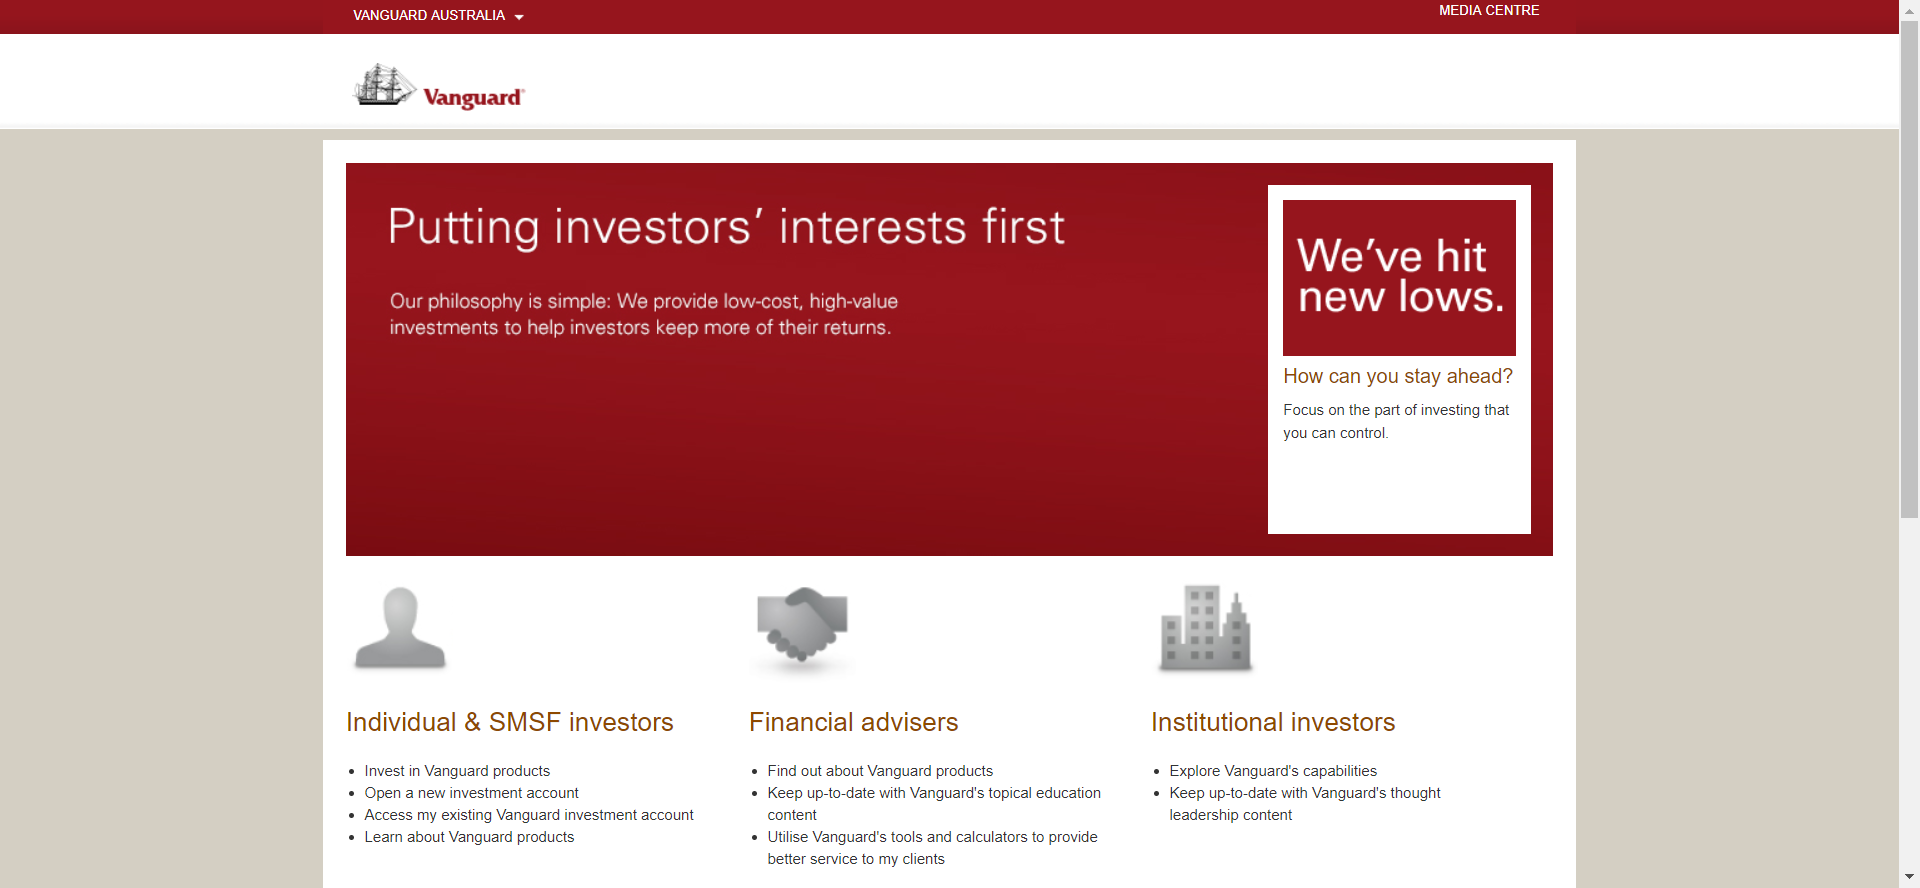 VANGUARD AUSTRALIA
MEDIA CENTRE
Vanguard
Putting investors’ interests first
Our philosophy is simple: We provide low-cost, high-value
investments to help investors keep more of their returns.
We’ve hit
new lows.
How can you stay ahead?
Focus on the part of investing that
you can control.
Individual & SMSF investors
Invest in Vanguard products
Open a new investment account
Access my existing Vanguard investment account
Learn about Vanguard products
Financial advisers
Find out about Vanguard products
Keep up-to-date with Vanguard's topical education
content
Utilise Vanguard's tools and calculators to provide
better service to my clients
Institutional investors
Explore Vanguard's capabilities
Keep up-to-date with Vanguard's thought
leadership content